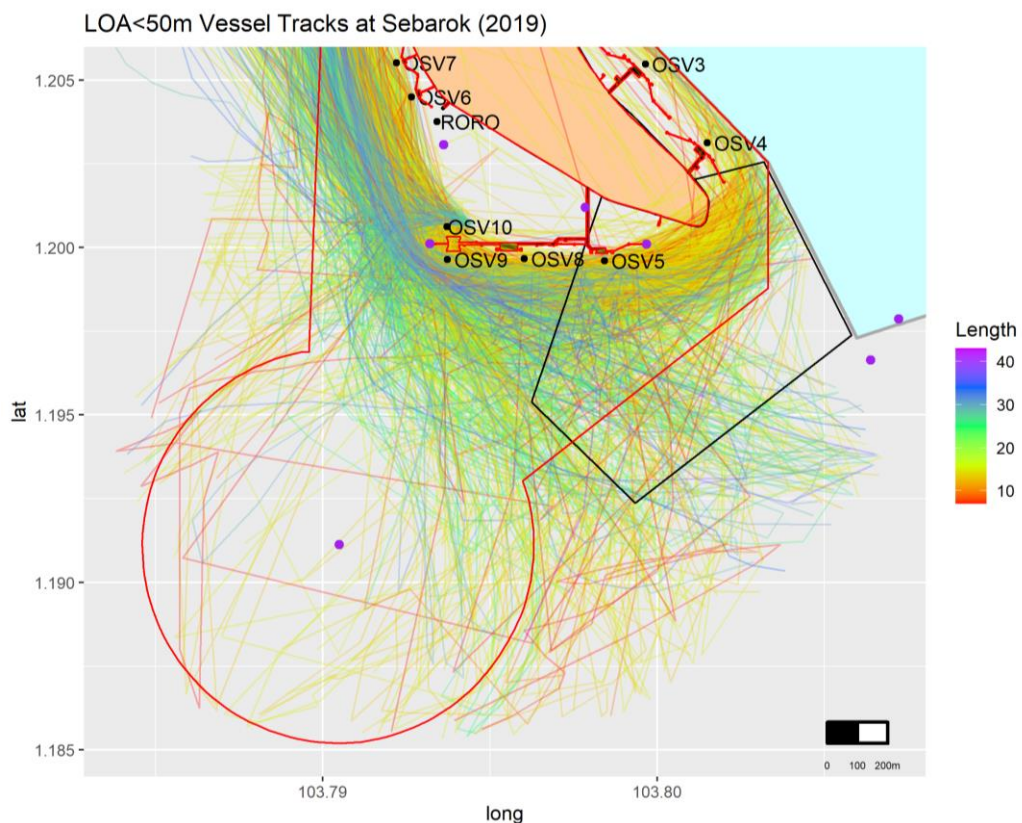 LOA<50m Vessel Tracks at Sebarok (2019)
1.205
OSV7
OSV3
OSV6
RORO
OSV4
OSV10
1.200
OSV9
OSV8
OSV5
Length
40
30
20
10
1.195
lat
1.190
1.185
0 100 200m
103.79
103.80
long